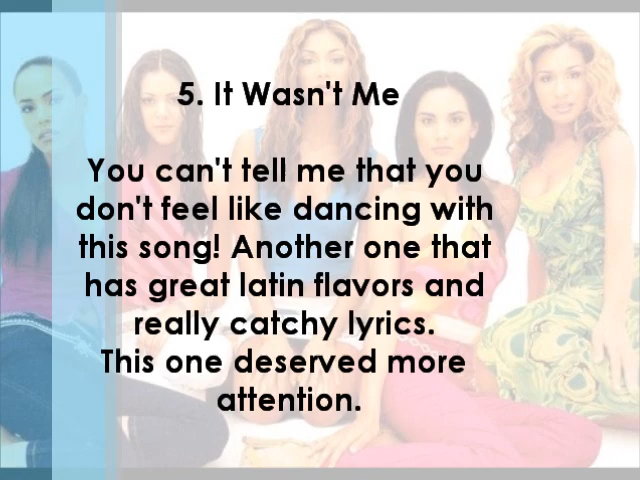 5. It Wasn't Me
You can't tell me that you
don't feel like dancing with
this song! Another one that
has great latin flavors and
really catchy lyrics.
This one deserved more
attention.